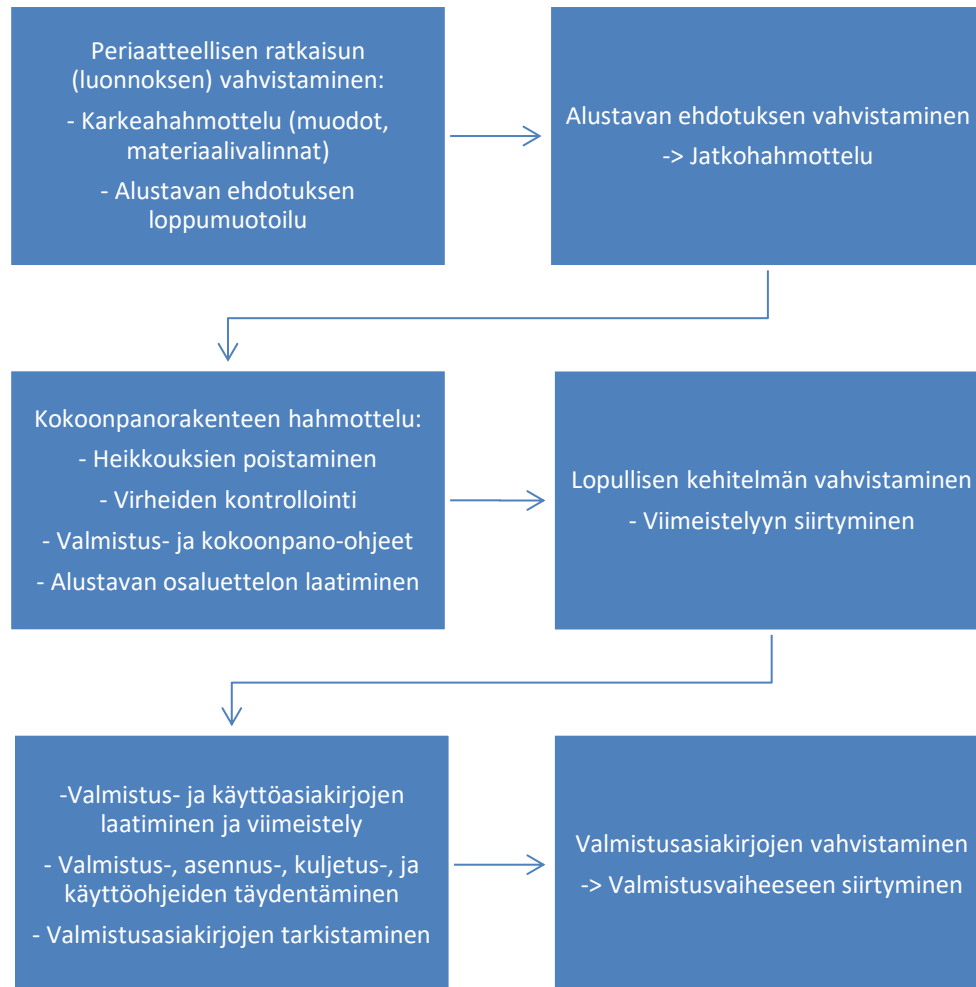 Periaatteellisen ratkaisun
(luonnoksen) vahvistaminen:
- Karkeahahmottelu (muodot,
materiaalivalinnat)
- Alustavan ehdotuksen
loppumuotoilu
Alustavan ehdotuksen vahvistaminen
-> Jatkohahmottelu
Kokoonpanorakenteen hahmottelu:
- Heikkouksien poistaminen
- Virheiden kontrollointi
- Valmistus- ja kokoonpano-ohjeet
- Alustavan osaluettelon laatiminen
Lopullisen kehitelmän vahvistaminen
- Viimeistelyyn siirtyminen
-Valmistus- ja käyttöasiakirjojen
laatiminen ja viimeistely
- Valmistus-, asennus-, kuljetus-, ja
käyttöohjeiden täydentäminen
- Valmistusasiakirjojen tarkistaminen
Valmistusasiakirjojen vahvistaminen
-> Valmistusvaiheeseen siirtyminen